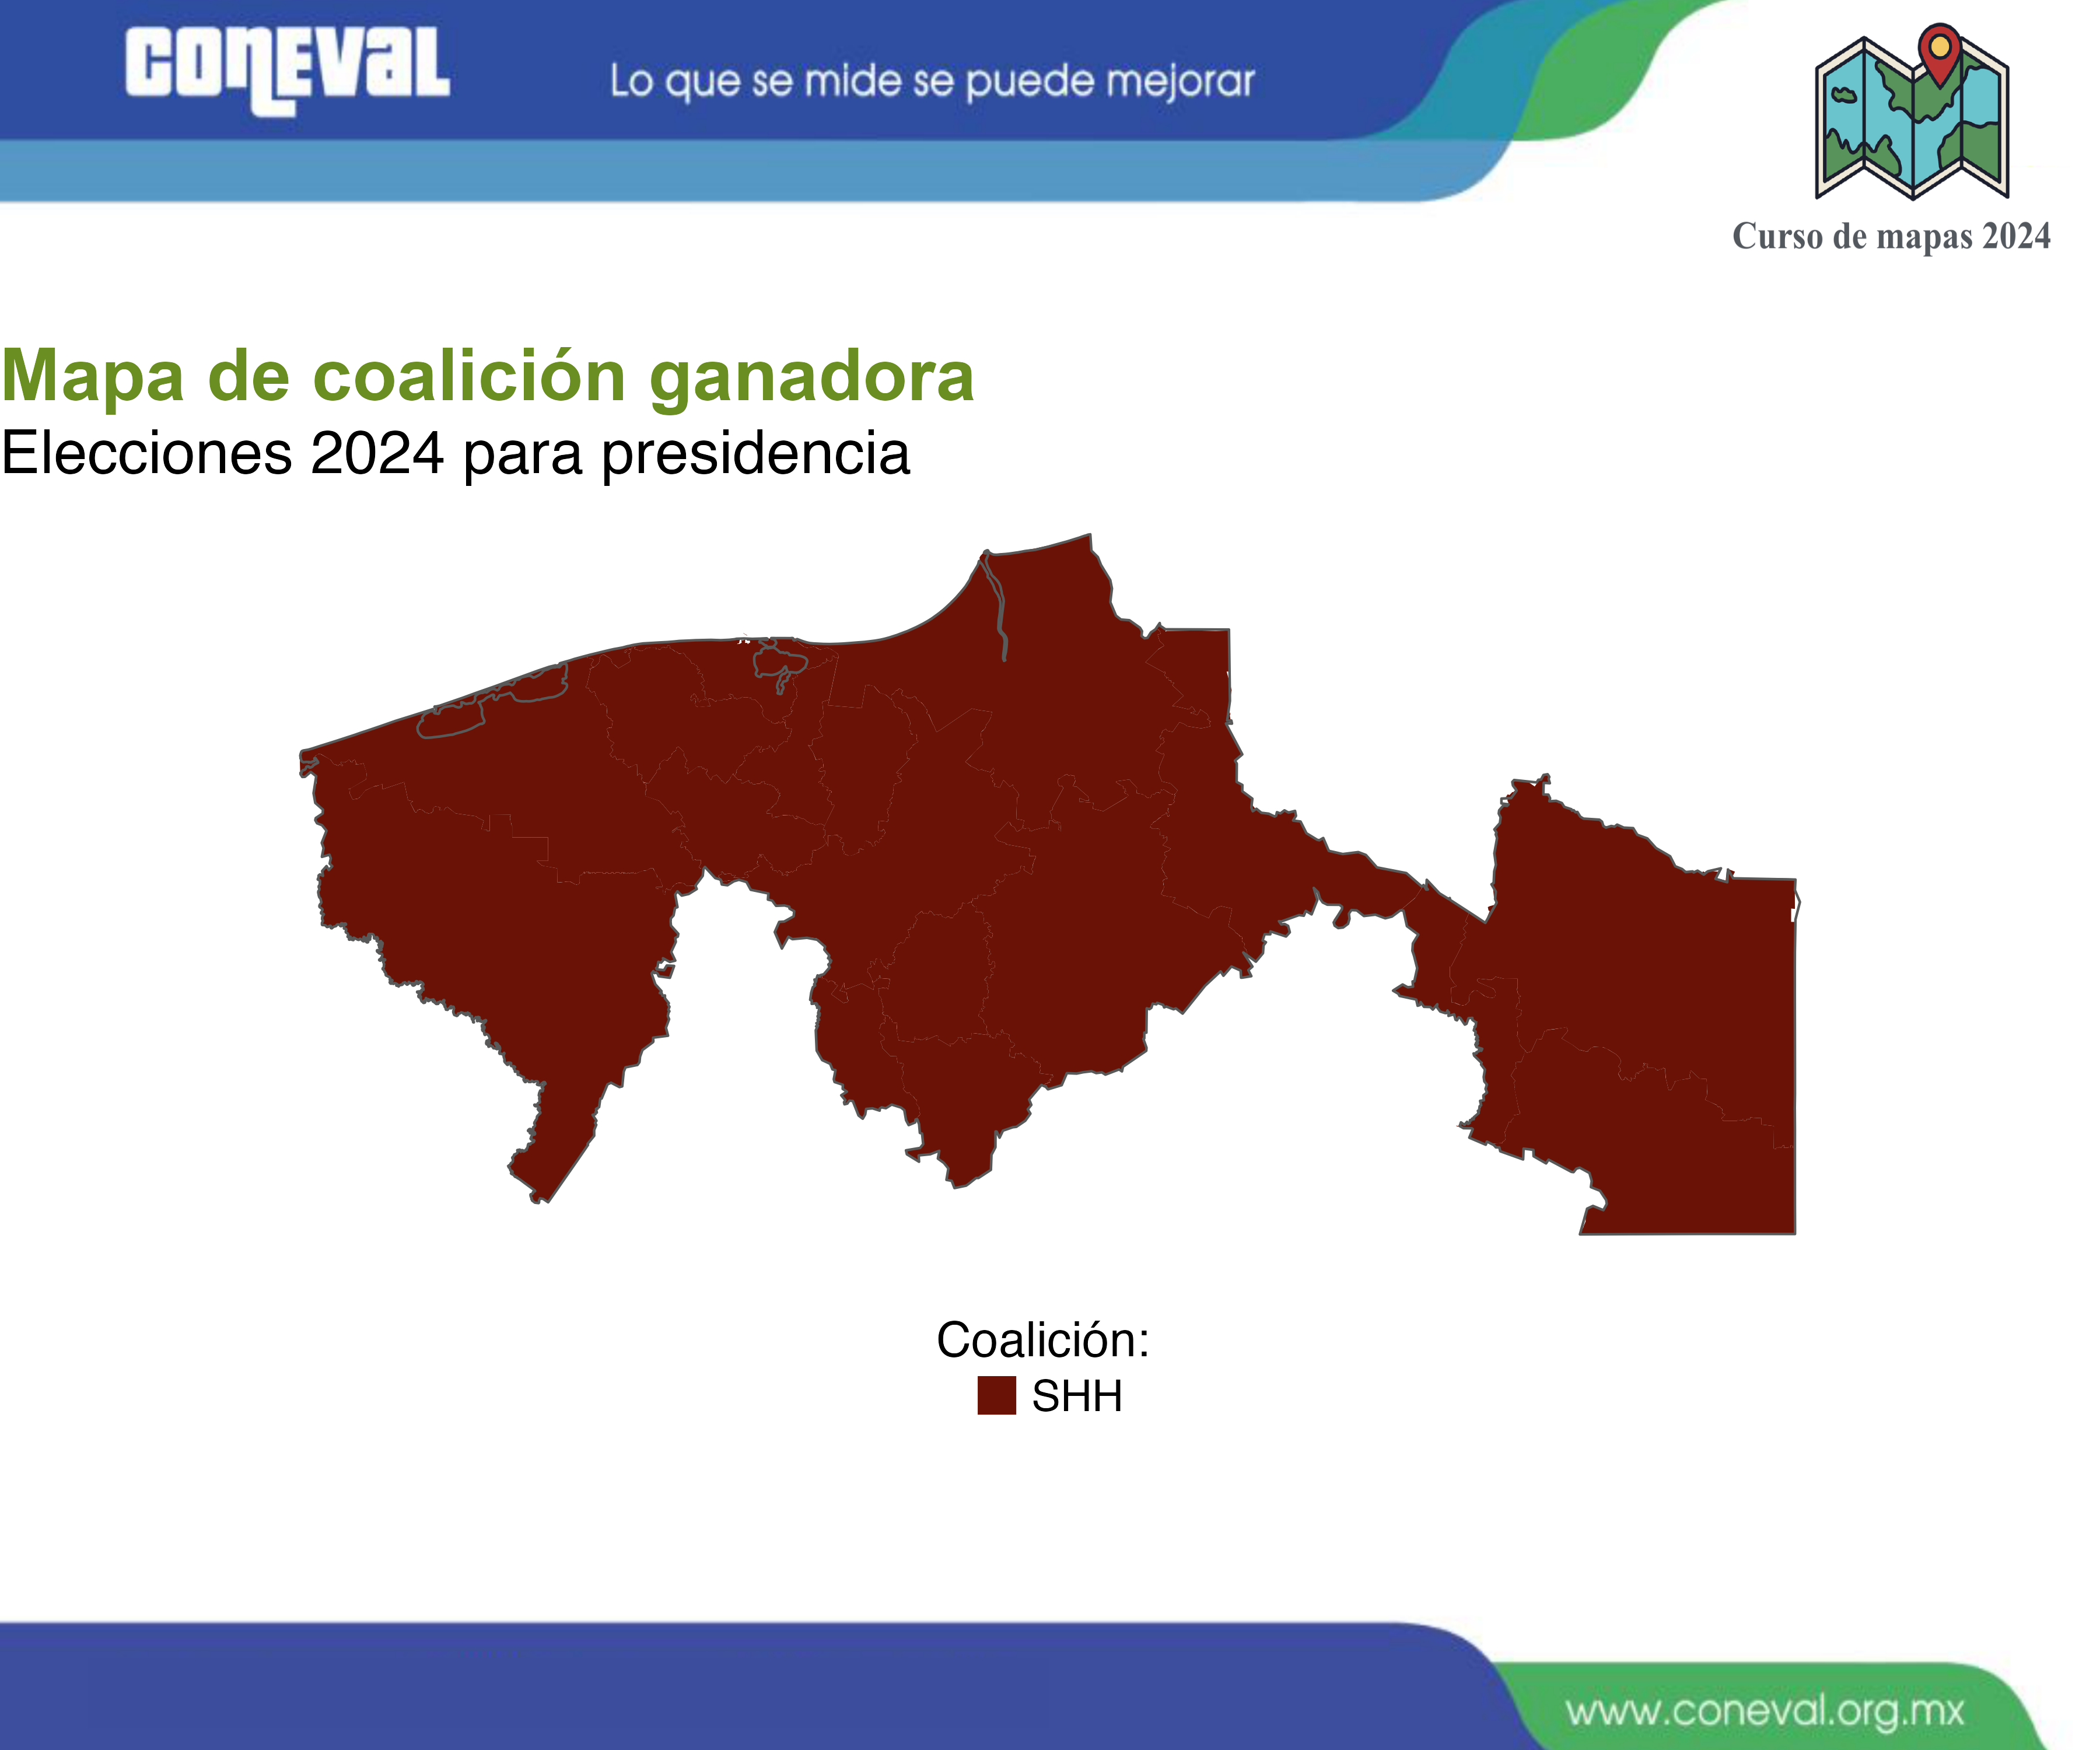 CONEVAL
Lo que se mide se puede mejorar
Curso de mapas 2024
Mapa de coalición ganadora
Elecciones 2024 para presidencia
Coalición:
SHH
www.coneval.org.mx